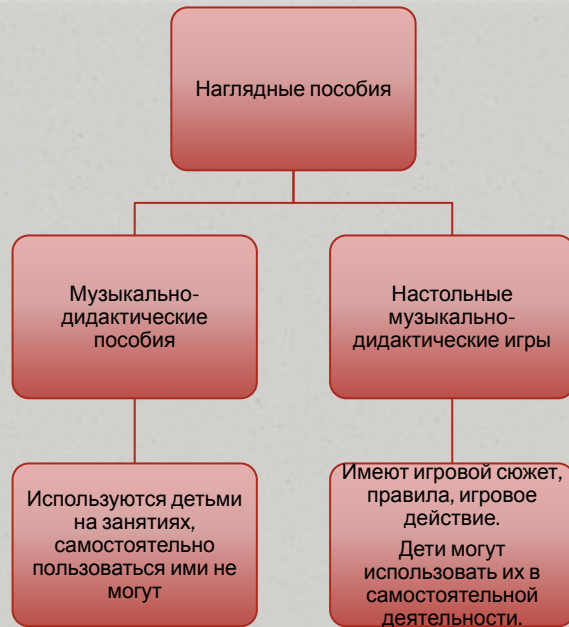 Наглядные пособия
Музыкально-
дидактические
пособия
Настольные
музыкально-
дидактические игры
Используются детьми
на занятиях,
самостоятельно
пользоваться ими не
могут
Имеют игровой сюжет,
правила, игровое
действие.
Дети могут
использовать их в
самостоятельной
деятельности.